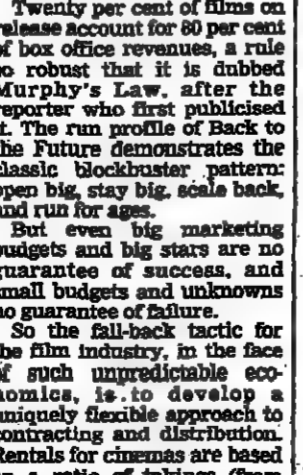 Twenty per cent of films on
release account for 80 per cent
of box office revenues, a rule
so robust that it is dubbed
Murphy's Law, after the
reporter who first publicised
it. The run profile of Back to
the Future demonstrates the
classic blockbuster pattern:
open big, stay big, scale back,
and run for ages.
But even big marketing
budgets and big stars are no
guarantee of success, and
small budgets and unknowns
no guarantee of failure.
So the fall-back tactic for
the film industry, in the face
of such unpredictable eco-
nomics, is to develop a
uniquely flexible approach to
contracting and distribution.
Rentals for cinemas are based
on a ratio of takings (from